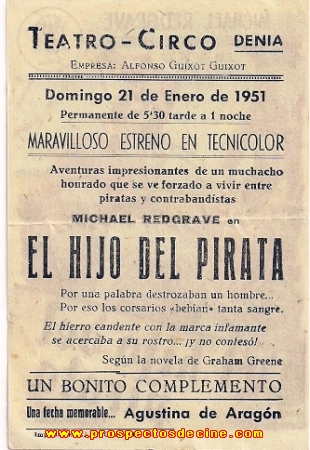 TEATRO-CIRCO DENIA
EMPRESA: ALFONSO GUIXOT GUIXOT
Domingo 21 de Enero de 1951
Permanente de 5'30 tarde a 1 noche
MARAVILLOSO ESTRENO EN TECNICOLOR
Aventuras impresionantes de un muchacho
honrado que se ve forzado a vivir entre
piratas y contrabandistas
MICHAEL REDGRAVE en
EL HIJO DEL PIRATA
Por una palabra destrozaban un hombre...
Por eso los corsarios «bebían» tanta sangre.
El hierro candente con la marca infamante
se acercaba a su rostro... ¡y no contesó!
Según la novela de Graham Greene
UN BONITO COMPLEMENTO
Una fecha memorable... Agustina de Aragón
www.prospectosdecine.com